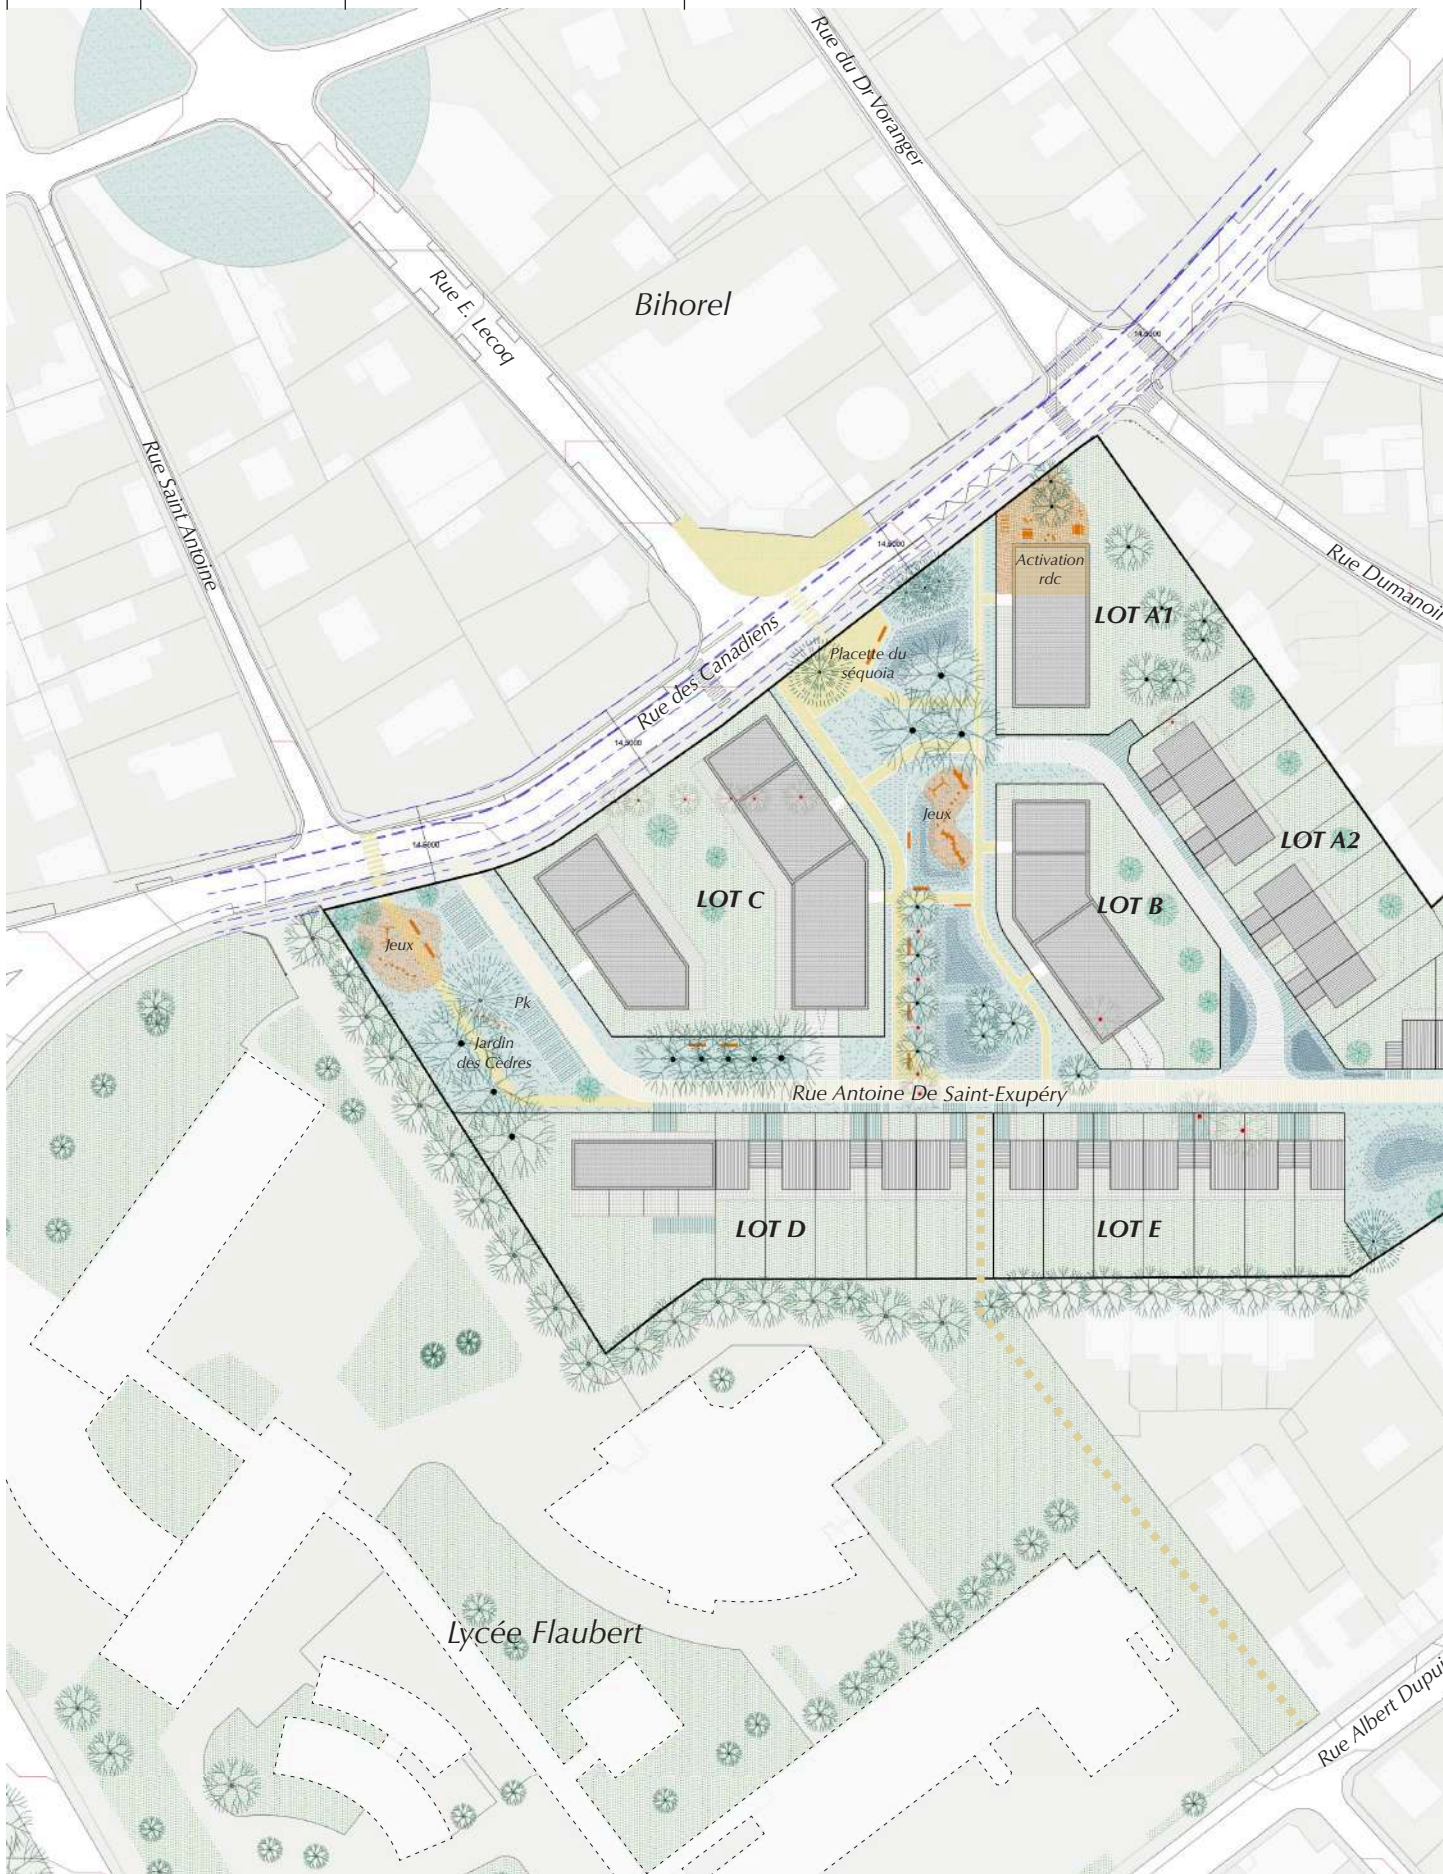 Rue du Dr Voranger
Rue E. Lecoq
Bihorel
Rue Saint Antoine
Rue Dumanoir
Activation
rdc
LOT A1
Rue des Canadiens
Placette du
séquoia
Jeux
LOT A2
LOT C
LOT B
Jeux
Pk
Jardin
des Cèdres
Rue Antoine De Saint-Exupéry
LOT D
LOT E
Lycée Flaubert
Rue Albert Dupui